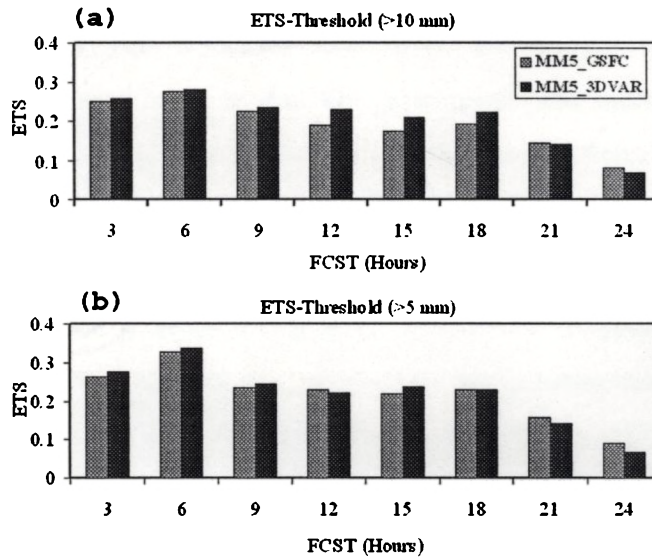 (a) ETS-Threshold (>10 mm)
0.4
0.3
0.2
0.1
0
ETS
MM5_GSFC
MM5_3DVAR
3 6 9 12 15 18 21 24
FCST (Hours)
(b) ETS-Threshold (>5 mm)
0.4
0.3
0.2
0.1
0
ETS
3 6 9 12 15 18 21 24
FCST (Hours)